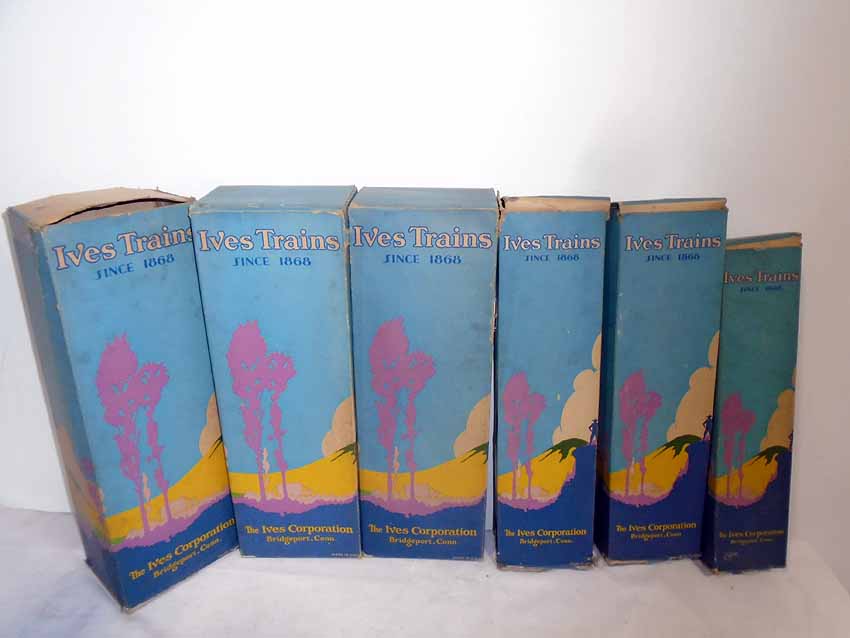 Ives Trains
SINCE 1868
The Ives Corporation
Bridgeport, Conn.
Ives Trains
SINCE 1868
The Ives Corporation
Bridgeport, Conn.
Ives Trains
SINCE 1868
The Ives Corporation
Bridgeport, Conn.
Ives Trains
SINCE 1868
The Ives Corporation
Bridgeport, Conn.
Ives Trains
SINCE 1868
The Ives Corporation
Bridgeport, Conn.
Ives Trains
SINCE 1868
The Ives Corporation
Bridgeport, Conn.